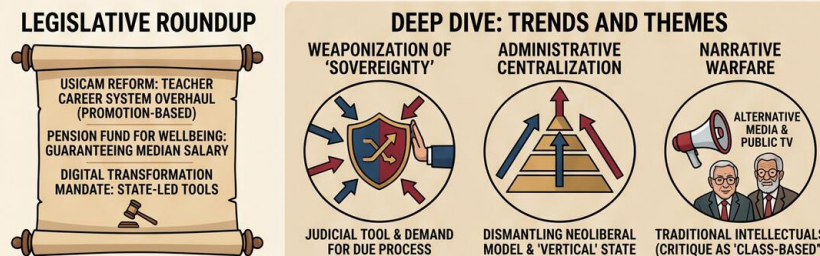 LEGISLATIVE ROUNDUP
USICAM REFORM: TEACHER
CAREER SYSTEM OVERHAUL
(PROMOTION-BASED)
PENSION FUND FOR WELLBEING:
GUARANTEEING MEDIAN SALARY
DIGITAL TRANSFORMATION
MANDATE: STATE-LED TOOLS
DEEP DIVE: TRENDS AND THEMES
WEAPONIZATION OF
'SOVEREIGNTY'
JUDICIAL TOOL & DEMAND
FOR DUE PROCESS
ADMINISTRATIVE
CENTRALIZATION
DISMANTLING NEOLIBERAL
MODEL & 'VERTICAL' STATE
NARRATIVE
WARFARE
ALTERNATIVE
MEDIA &
PUBLIC TV
TRADITIONAL INTELLECTUALS
(CRITIQUE AS 'CLASS-BASED'